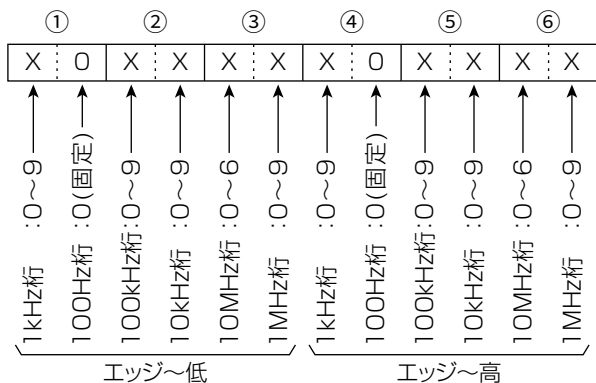 ① ② ③ ④ ⑤ ⑥
X 0 X X X X X 0 X X X X
1kHz桁 :0〜9
100Hz桁 :0(固定)
100kHz桁:0〜9
10kHz桁 :0〜9
10MHz桁 :0〜6
1MHz桁 :0〜9
1kHz桁 :0〜9
100Hz桁 :0(固定)
100kHz桁:0〜9
10kHz桁 :0〜9
10MHz桁 :0〜6
1MHz桁 :0〜9
エッジ〜低 エッジ〜高